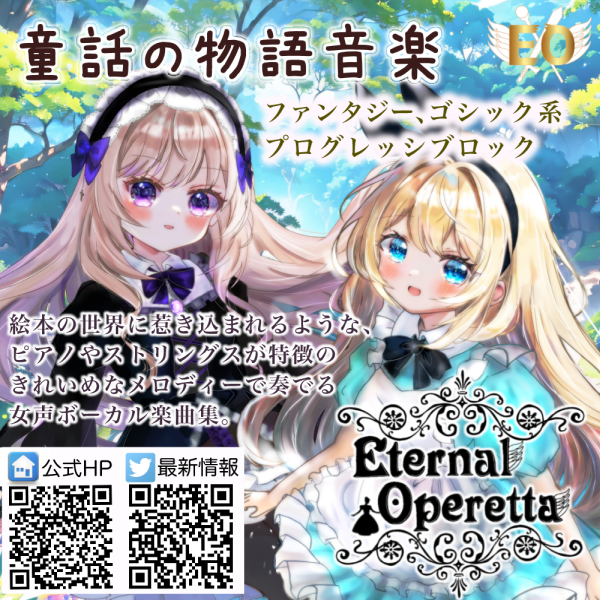 童話の物語音楽
EO
ファンタジー、ゴシック系
プログレッシブロック
絵本の世界に惹き込まれるような、
ピアノやストリングスが特徴の
きれいめなメロディーで奏でる
女声ボーカル楽曲集。
公式HP
最新情報
Eternal
Operetta